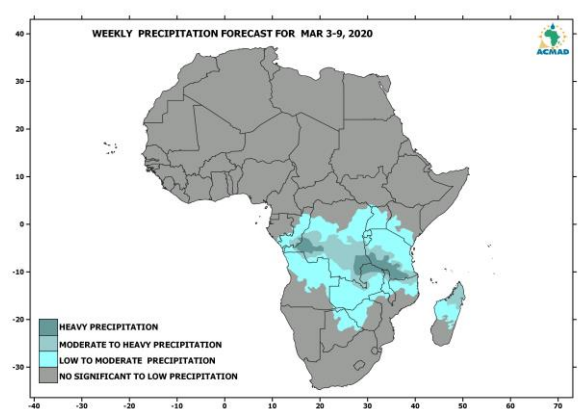 WEEKLY PRECIPITATION FORECAST FOR MAR 3-9, 2020
ACMAD
40
30
20
10
0
-10
-20
-30
HEAVY PRECIPITATION
MODERATE TO HEAVY PRECIPITATION
LOW TO MODERATE PRECIPITATION
NO SIGNIFICANT TO LOW PRECIPITATION
-40 -30 -20 -10 0 10 20 30 40 50 60 70